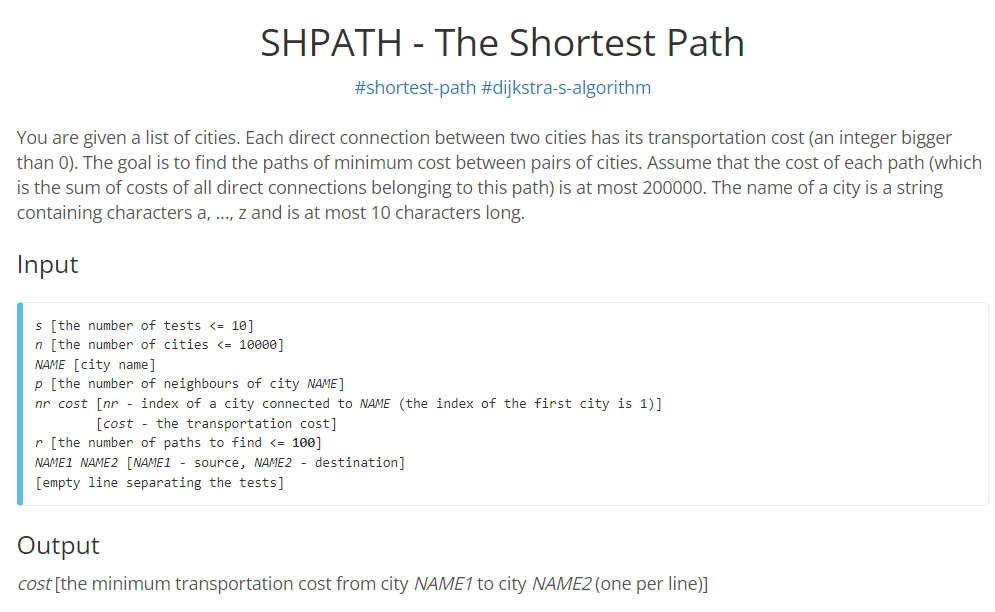 SHPATH - The Shortest Path
#shortest-path #dijkstra-s-algorithm
You are given a list of cities. Each direct connection between two cities has its transportation cost (an integer bigger
than 0). The goal is to find the paths of minimum cost between pairs of cities. Assume that the cost of each path (which
is the sum of costs of all direct connections belonging to this path) is at most 200000. The name of a city is a string
containing characters a, ..., z and is at most 10 characters long.
Input
s [the number of tests <= 10]
n [the number of cities <= 10000]
NAME [city name]
p [the number of neighbours of city NAME]
nr cost [nr - index of a city connected to NAME (the index of the first city is 1)]
[cost - the transportation cost]
r [the number of paths to find <= 100]
NAME1 NAME2 [NAME1 - source, NAME2 - destination]
[empty line separating the tests]
Output
cost [the minimum transportation cost from city NAME1 to city NAME2 (one per line)]